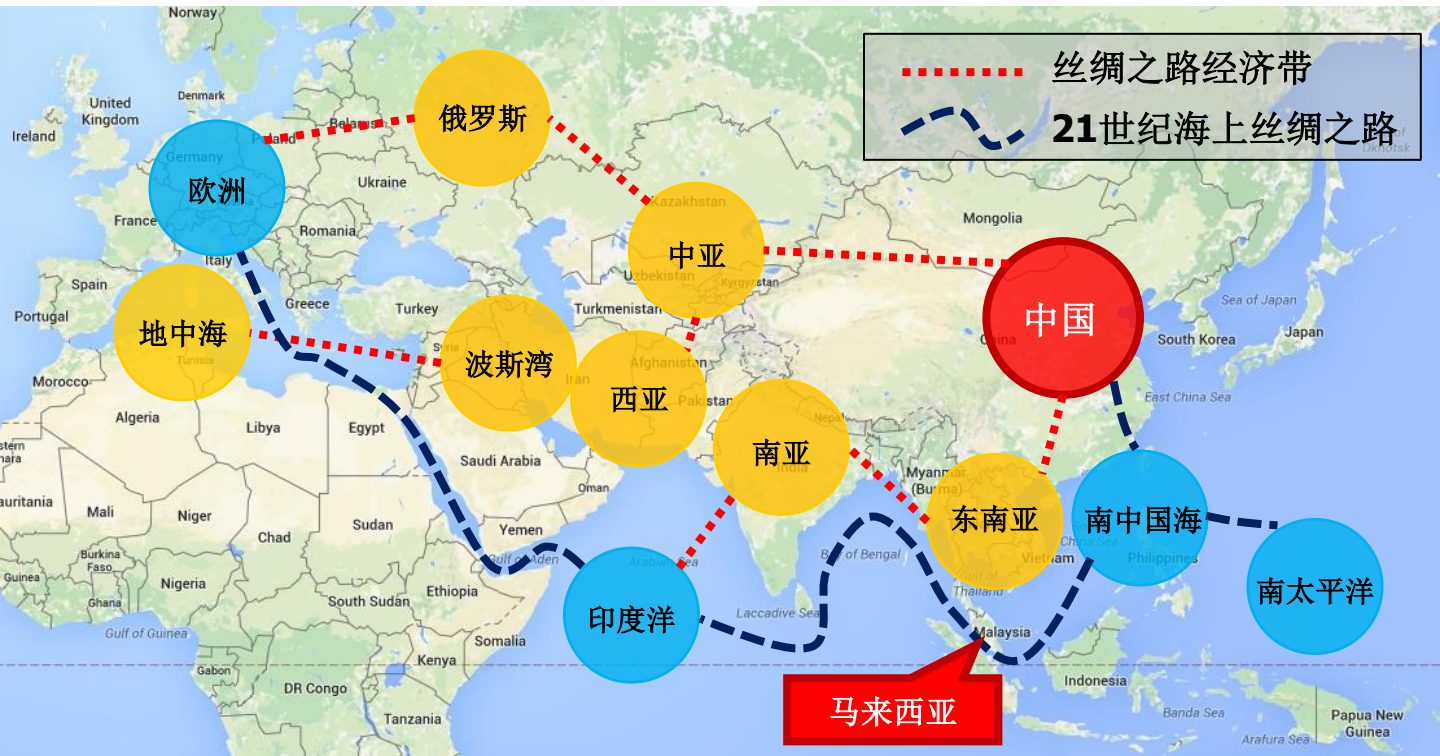 Norway
丝绸之路经济带
21世纪海上丝绸之路
United
Kingdom
Denmark
Ireland
俄罗斯
Belarus
Poland
Germany
欧洲
Ukraine
France
Romania
Kazakhstan
Mongolia
中亚
Italy
Uzbekistan
Kyrgyzstan
Spain
Greece
Turkey
Turkmenistan
中国
China
Sea of Japan
Portugal
地中海
Tunisia
Syria
波斯湾
Iran
Afghanistan
South Korea
Japan
Morocco
西亚
Pakistan
East China Sea
Algeria
Libya
Egypt
Nepal
南亚
India
Saudi Arabia
Myanmar
(Burma)
Oman
东南亚
南中国海
China Sea
Mali
Niger
Sudan
Yemen
Chad
Vietnam
Philippines
Burkina
Faso
Gulf of Aden
Arabian Sea
Bay of Bengal
Guinea
Nigeria
Ethiopia
Gulf of
Thailand
南太平洋
Ghana
South Sudan
印度洋
Laccadive Sea
Gulf of Guinea
Somalia
Malaysia
Gabon
Kenya
DR Congo
Indonesia
马来西亚
Tanzania
Banda Sea
Papua New
Guinea
Arafura Sea